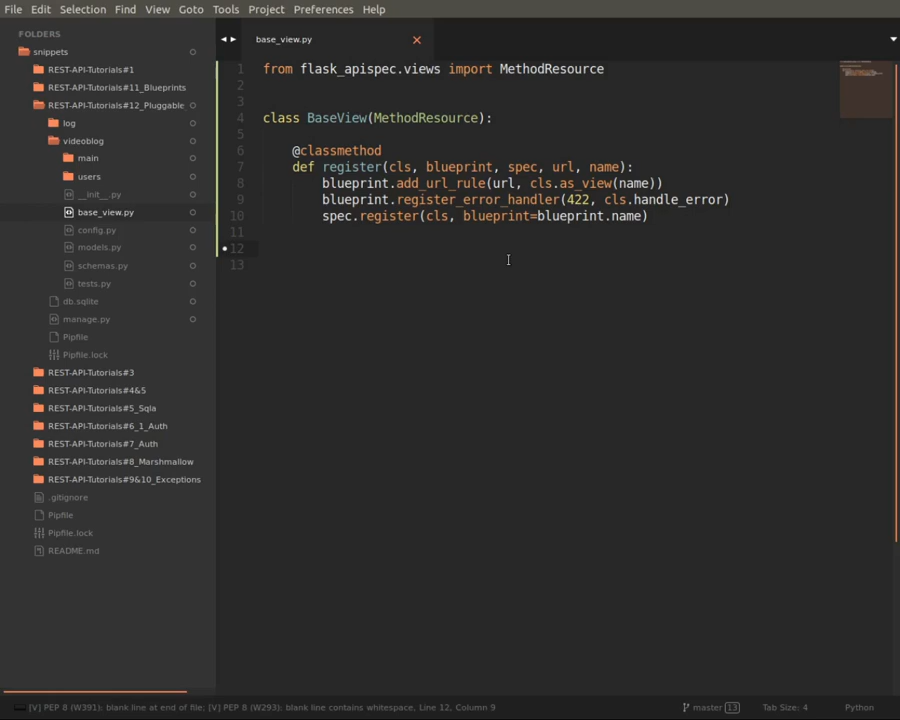 File Edit Selection Find View Goto Tools Project Preferences Help
FOLDERS
snippets
REST-API-Tutorials#1
REST-API-Tutorials#11_Blueprints
REST-API-Tutorials#12_Pluggable
log
videoblog
main
users
__init__.py
base_view.py
config.py
models.py
schemas.py
tests.py
db.sqlite
manage.py
Pipfile
Pipfile.lock
REST-API-Tutorials#3
REST-API-Tutorials#4&5
REST-API-Tutorials#5_Sqla
REST-API-Tutorials#6_1_Auth
REST-API-Tutorials#7_Auth
REST-API-Tutorials#8_Marshmallow
REST-API-Tutorials#9&10_Exceptions
.gitignore
Pipfile
Pipfile.lock
README.md
base_view.py
1 from flask_apispec.views import MethodResource
2
3
4 class BaseView(MethodResource):
5
6 @classmethod
7 def register(cls, blueprint, spec, url, name):
8 blueprint.add_url_rule(url, cls.as_view(name))
9 blueprint.register_error_handler(422, cls.handle_error)
10 spec.register(cls, blueprint=blueprint.name)
11
12
13
[V] PEP 8 (W391): blank line at end of file; [V] PEP 8 (W293): blank line contains whitespace, Line 12, Column 9 master 13 Tab Size: 4 Python